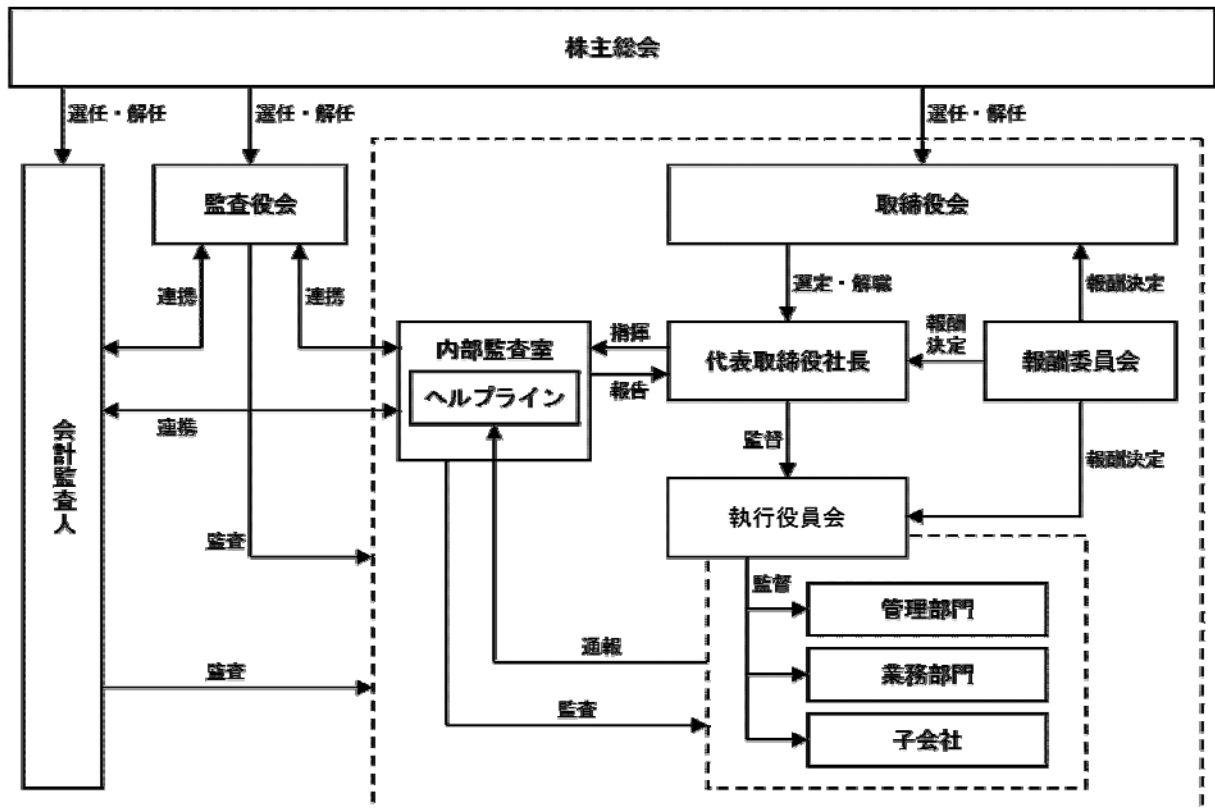 株主総会
選任・解任
選任・解任
選任・解任
監査役会
取締役会
連携
連携
選定・解職
報酬決定
内部監査室
ヘルプライン
指揮
報告
代表取締役社長
報酬
決定
報酬委員会
連携
監督
報酬決定
会計監査人
執行役員会
監査
監督
管理部門
通報
業務部門
監査
監査
子会社